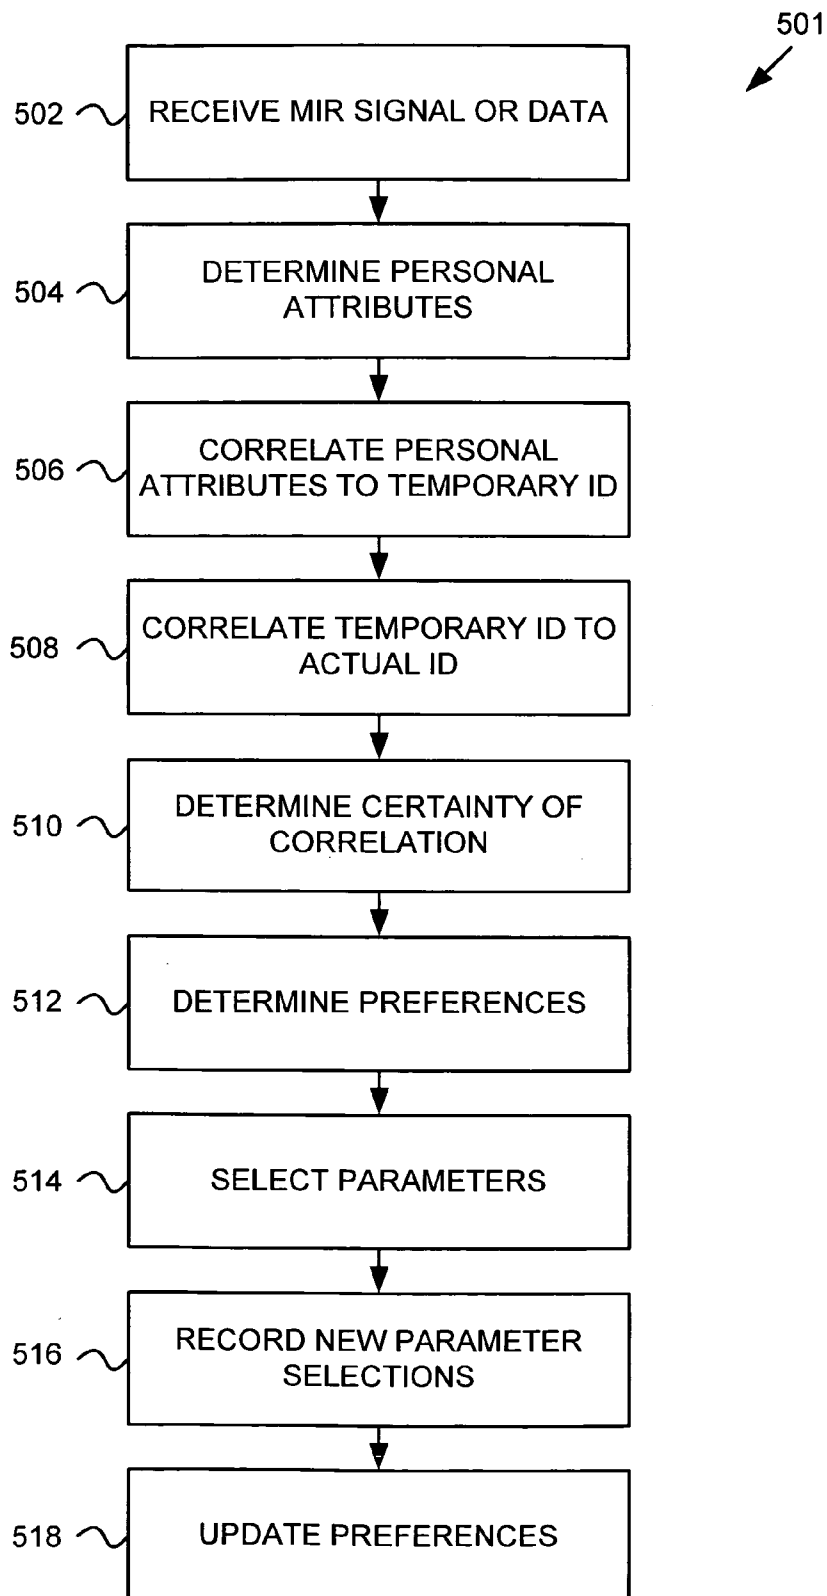 501
502
RECEIVE MIR SIGNAL OR DATA
504
DETERMINE PERSONAL
ATTRIBUTES
506
CORRELATE PERSONAL
ATTRIBUTES TO TEMPORARY ID
508
CORRELATE TEMPORARY ID TO
ACTUAL ID
510
DETERMINE CERTAINTY OF
CORRELATION
512
DETERMINE PREFERENCES
514
SELECT PARAMETERS
516
RECORD NEW PARAMETER
SELECTIONS
518
UPDATE PREFERENCES